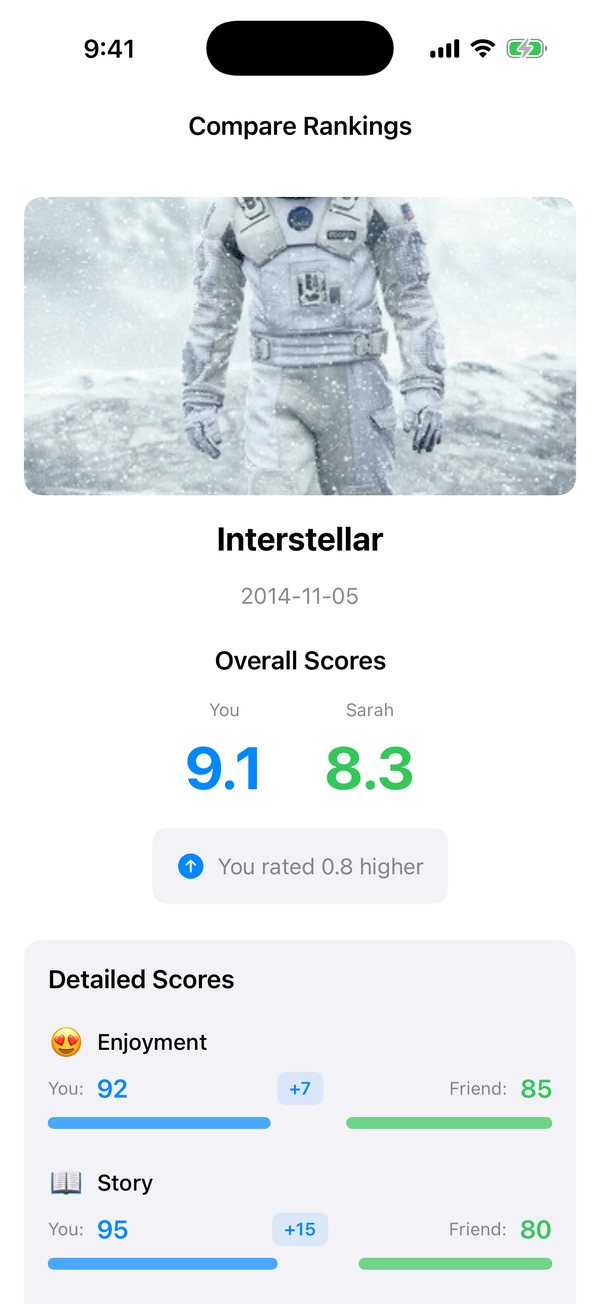 9:41
Compare Rankings
Interstellar
2014-11-05
Overall Scores
You Sarah
9.1 8.3
You rated 0.8 higher
Detailed Scores
Enjoyment
You: 92 +7 Friend: 85
Story
You: 95 +15 Friend: 80